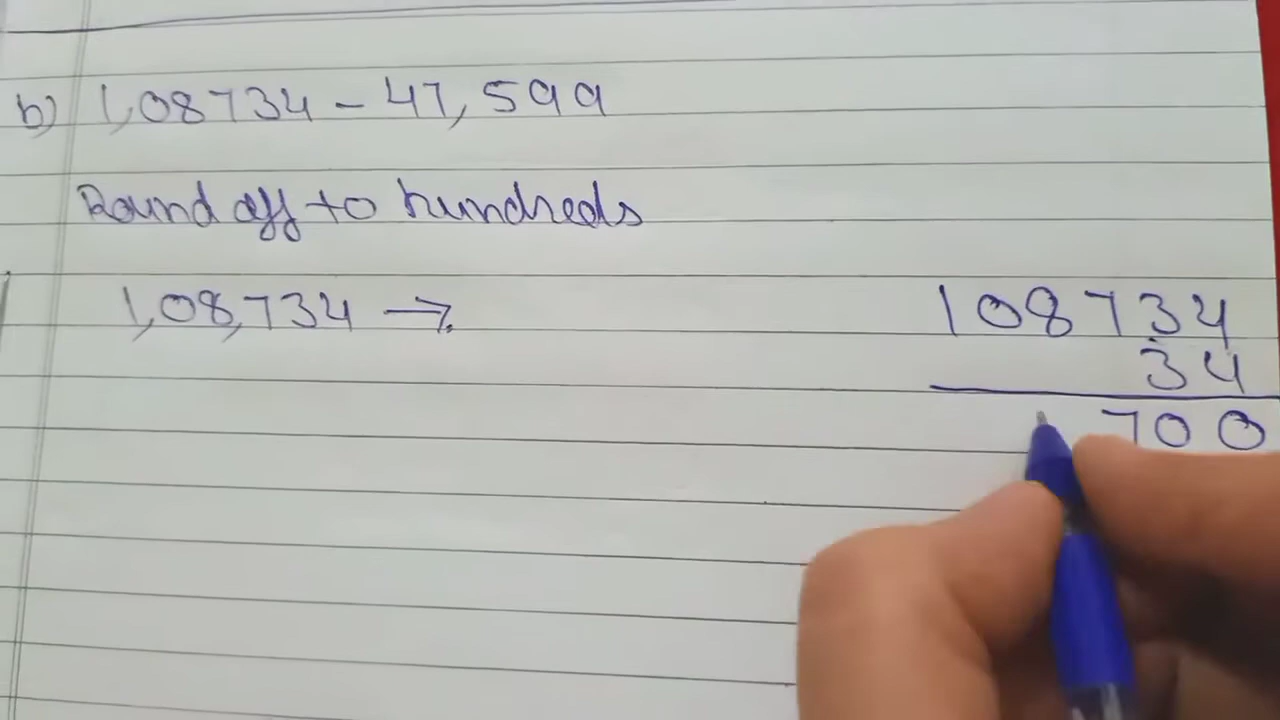 b) 1,08734 - 47,599
Round off to hundreds
1,08,734 →
108734
34
700